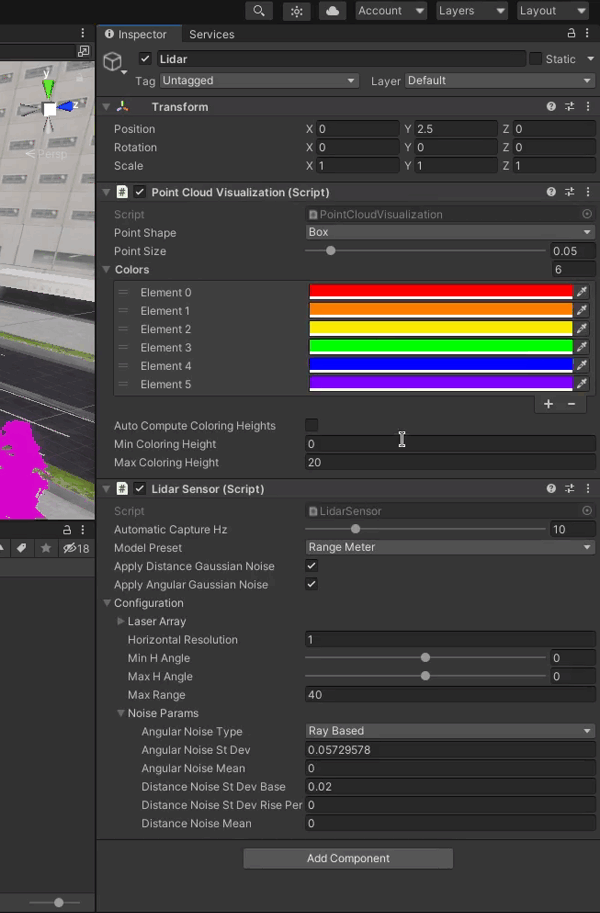 Account Layers Layout
Inspector Services
Lidar Static
Tag Untagged Layer Default
Transform
Position X 0 Y 2.5 Z 0
Rotation X 0 Y 0 Z 0
Scale X 1 Y 1 Z 1
Point Cloud Visualization (Script)
Script PointCloudVisualization
Point Shape Box
Point Size 0.05
Colors 6
Element 0
Element 1
Element 2
Element 3
Element 4
Element 5
+ −
Auto Compute Coloring Heights
Min Coloring Height 0
Max Coloring Height 20
Lidar Sensor (Script)
Script LidarSensor
Automatic Capture Hz 10
Model Preset Range Meter
Apply Distance Gaussian Noise
Apply Angular Gaussian Noise
Configuration
Laser Array
Horizontal Resolution 1
Min H Angle 0
Max H Angle 0
Max Range 40
Noise Params
Angular Noise Type Ray Based
Angular Noise St Dev 0.05729578
Angular Noise Mean 0
Distance Noise St Dev Base 0.02
Distance Noise St Dev Rise Per 0
Distance Noise Mean 0
Add Component
y
z
Persp
18